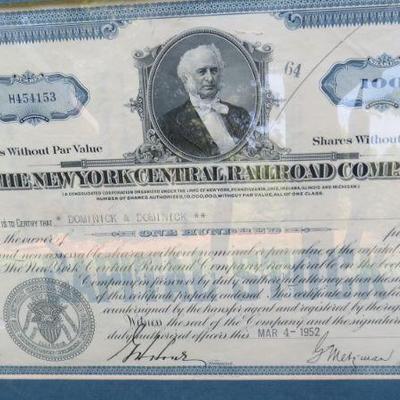 64
H454153
100
s Without Par Value
Shares Without
THE NEW YORK CENTRAL RAILROAD COMP
(A CONSOLIDATED CORPORATION ORGANIZED UNDER THE LAWS OF NEW YORK, PENNSYLVANIA, OHIO, INDIANA, ILLINOIS AND MICHIGAN.)
NUMBER OF SHARES AUTHORIZED, 10,000,000, WITHOUT PAR VALUE, ALL OF ONE CLASS.
IS TO CERTIFY THAT * DOMINICK & DOMINICK **
ONE HUNDRED
the owner of
and non assessable shares without nominal or par value of the capital
The New York Central Railroad Company, transferable on the
Company in person or by duly authorized attorney upon the
of this certificate properly endorsed. This certificate is not valid
countersigned by the transfer agent and registered by the regis
Witness the seal of the Company and the signatures
duly authorized officers this MAR 4-1952
G Metzman